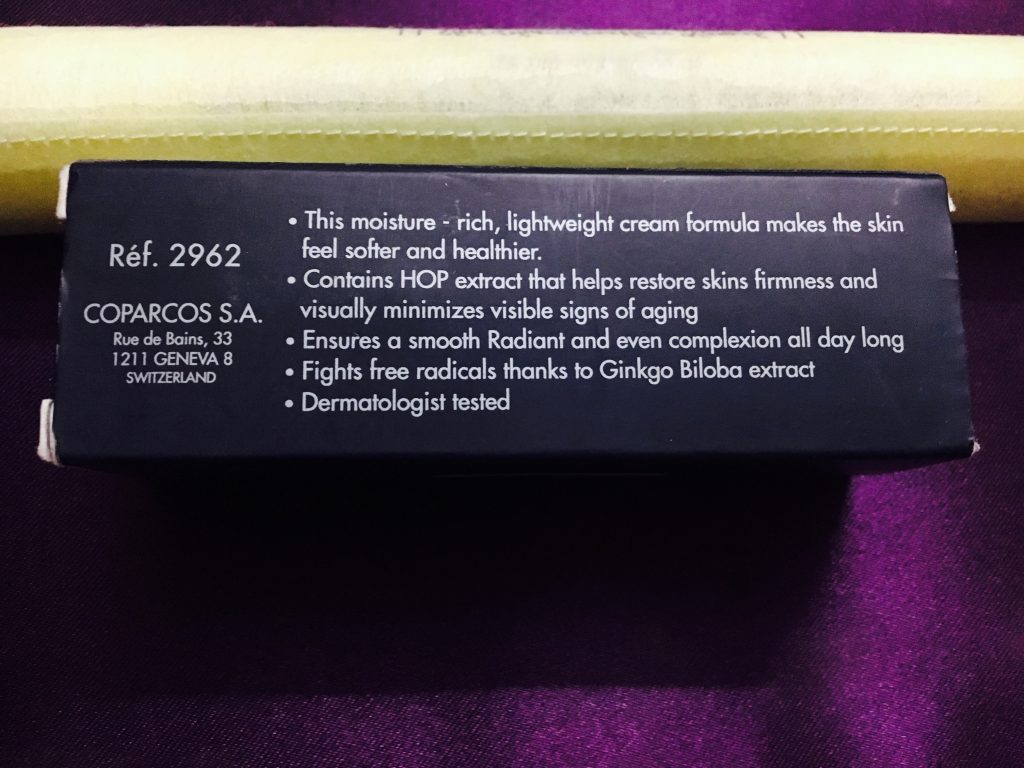 Réf. 2962
COPARCOS S.A.
Rue de Bains, 33
1211 GENEVA 8
SWITZERLAND
• This moisture - rich, lightweight cream formula makes the skin
feel softer and healthier.
• Contains HOP extract that helps restore skins firmness and
visually minimizes visible signs of aging
• Ensures a smooth Radiant and even complexion all day long
• Fights free radicals thanks to Ginkgo Biloba extract
• Dermatologist tested